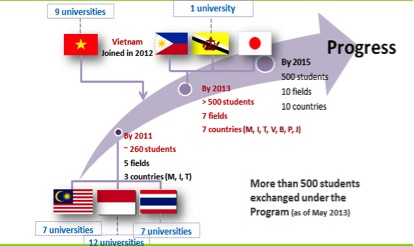 9 universities
1 university
Vietnam
Joined in 2012
Progress
By 2015
500 students
10 fields
10 countries
By 2013
> 500 students
7 fields
7 countries (M, I, T, V, B, P, J)
By 2011
~ 260 students
5 fields
3 countries (M, I, T)
More than 500 students
exchanged under the
Program (as of May 2013)
7 universities
12 universities
7 universities